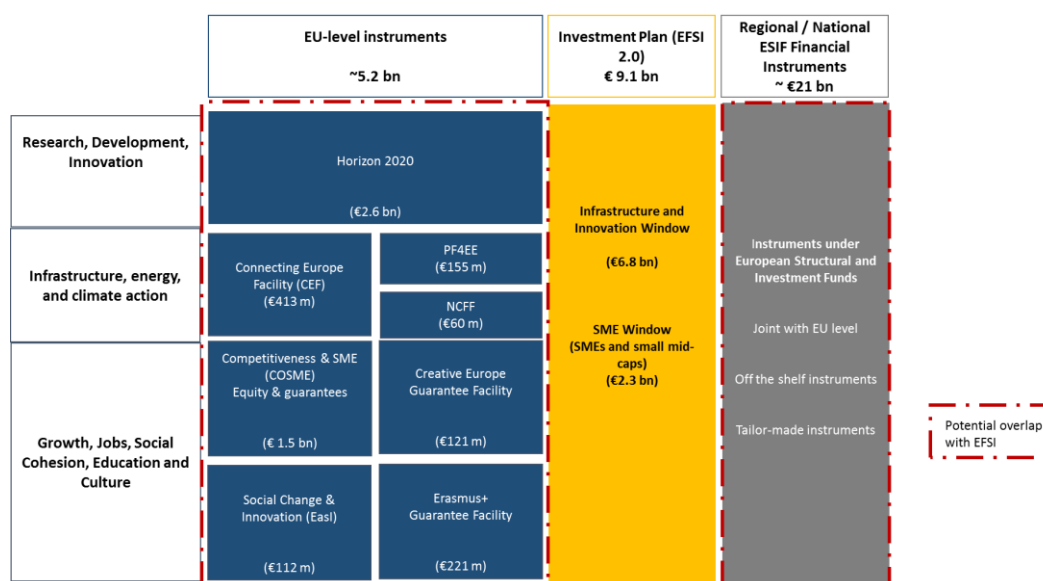 EU-level instruments
~5.2 bn
Investment Plan (EFSI
2.0)
€ 9.1 bn
Regional / National
ESIF Financial
Instruments
~ €21 bn
Research, Development,
Innovation
Horizon 2020
(€2.6 bn)
Infrastructure and
Innovation Window
(€6.8 bn)
Infrastructure, energy,
and climate action
Connecting Europe
Facility (CEF)
(€413 m)
PF4EE
(€155 m)
NCFF
(€60 m)
Instruments under
European Structural and
Investment Funds
Joint with EU level
Off the shelf instruments
Tailor-made instruments
SME Window
(SMEs and small mid-
caps)
(€2.3 bn)
Growth, Jobs, Social
Cohesion, Education and
Culture
Competitiveness & SME
(COSME)
Equity & guarantees
(€ 1.5 bn)
Creative Europe
Guarantee Facility
(€121 m)
Social Change &
Innovation (EasI)
(€112 m)
Erasmus+
Guarantee Facility
(€221 m)
Potential overlap
with EFSI